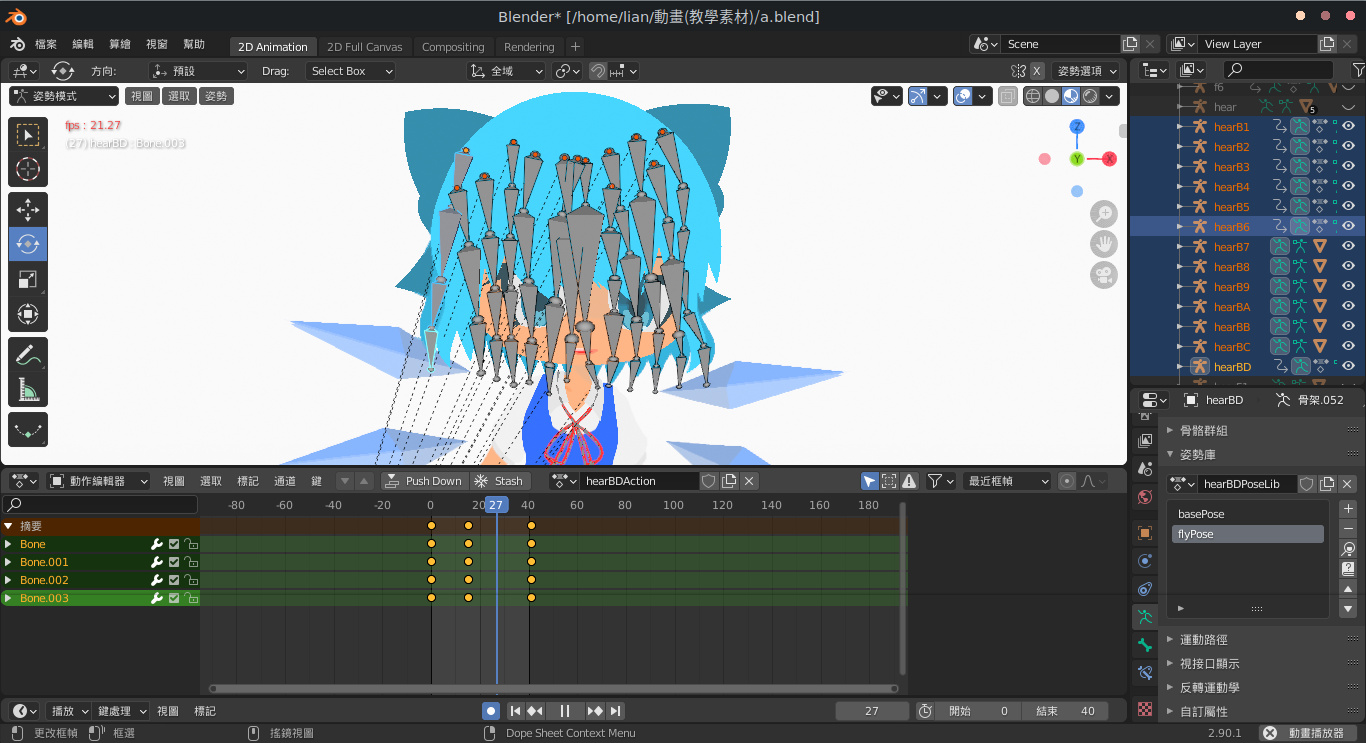 Blender* [/home/lian/動畫(教學素材)/a.blend]
檔案 編輯 算繪 視窗 幫助 2D Animation 2D Full Canvas Compositing Rendering + Scene View Layer
方向: 預設 Drag: Select Box 全域 X 姿勢選項
姿勢模式 視圖 選取 姿勢
fps : 21.27
(27) hearBD : Bone.003
Z
Y
X
f6
hear 5
hearB1
hearB2
hearB3
hearB4
hearB5
hearB6
hearB7
hearB8
hearB9
hearBA
hearBB
hearBC
hearBD
hearBD 骨架.052
骨骼群組
姿勢庫
hearBDPoseLib
basePose
flyPose
運動路徑
視接口顯示
反轉運動學
自訂屬性
動作編輯器 視圖 選取 標記 通道 鍵 Push Down Stash hearBDAction 最近框幀
-80 -60 -40 -20 0 20 27 40 60 80 100 120 140 160 180
摘要
Bone
Bone.001
Bone.002
Bone.003
播放 鍵處理 視圖 標記 27 開始 0 結束 40
更改框幀 框選 搖鏡視圖 Dope Sheet Context Menu 2.90.1 動畫播放器